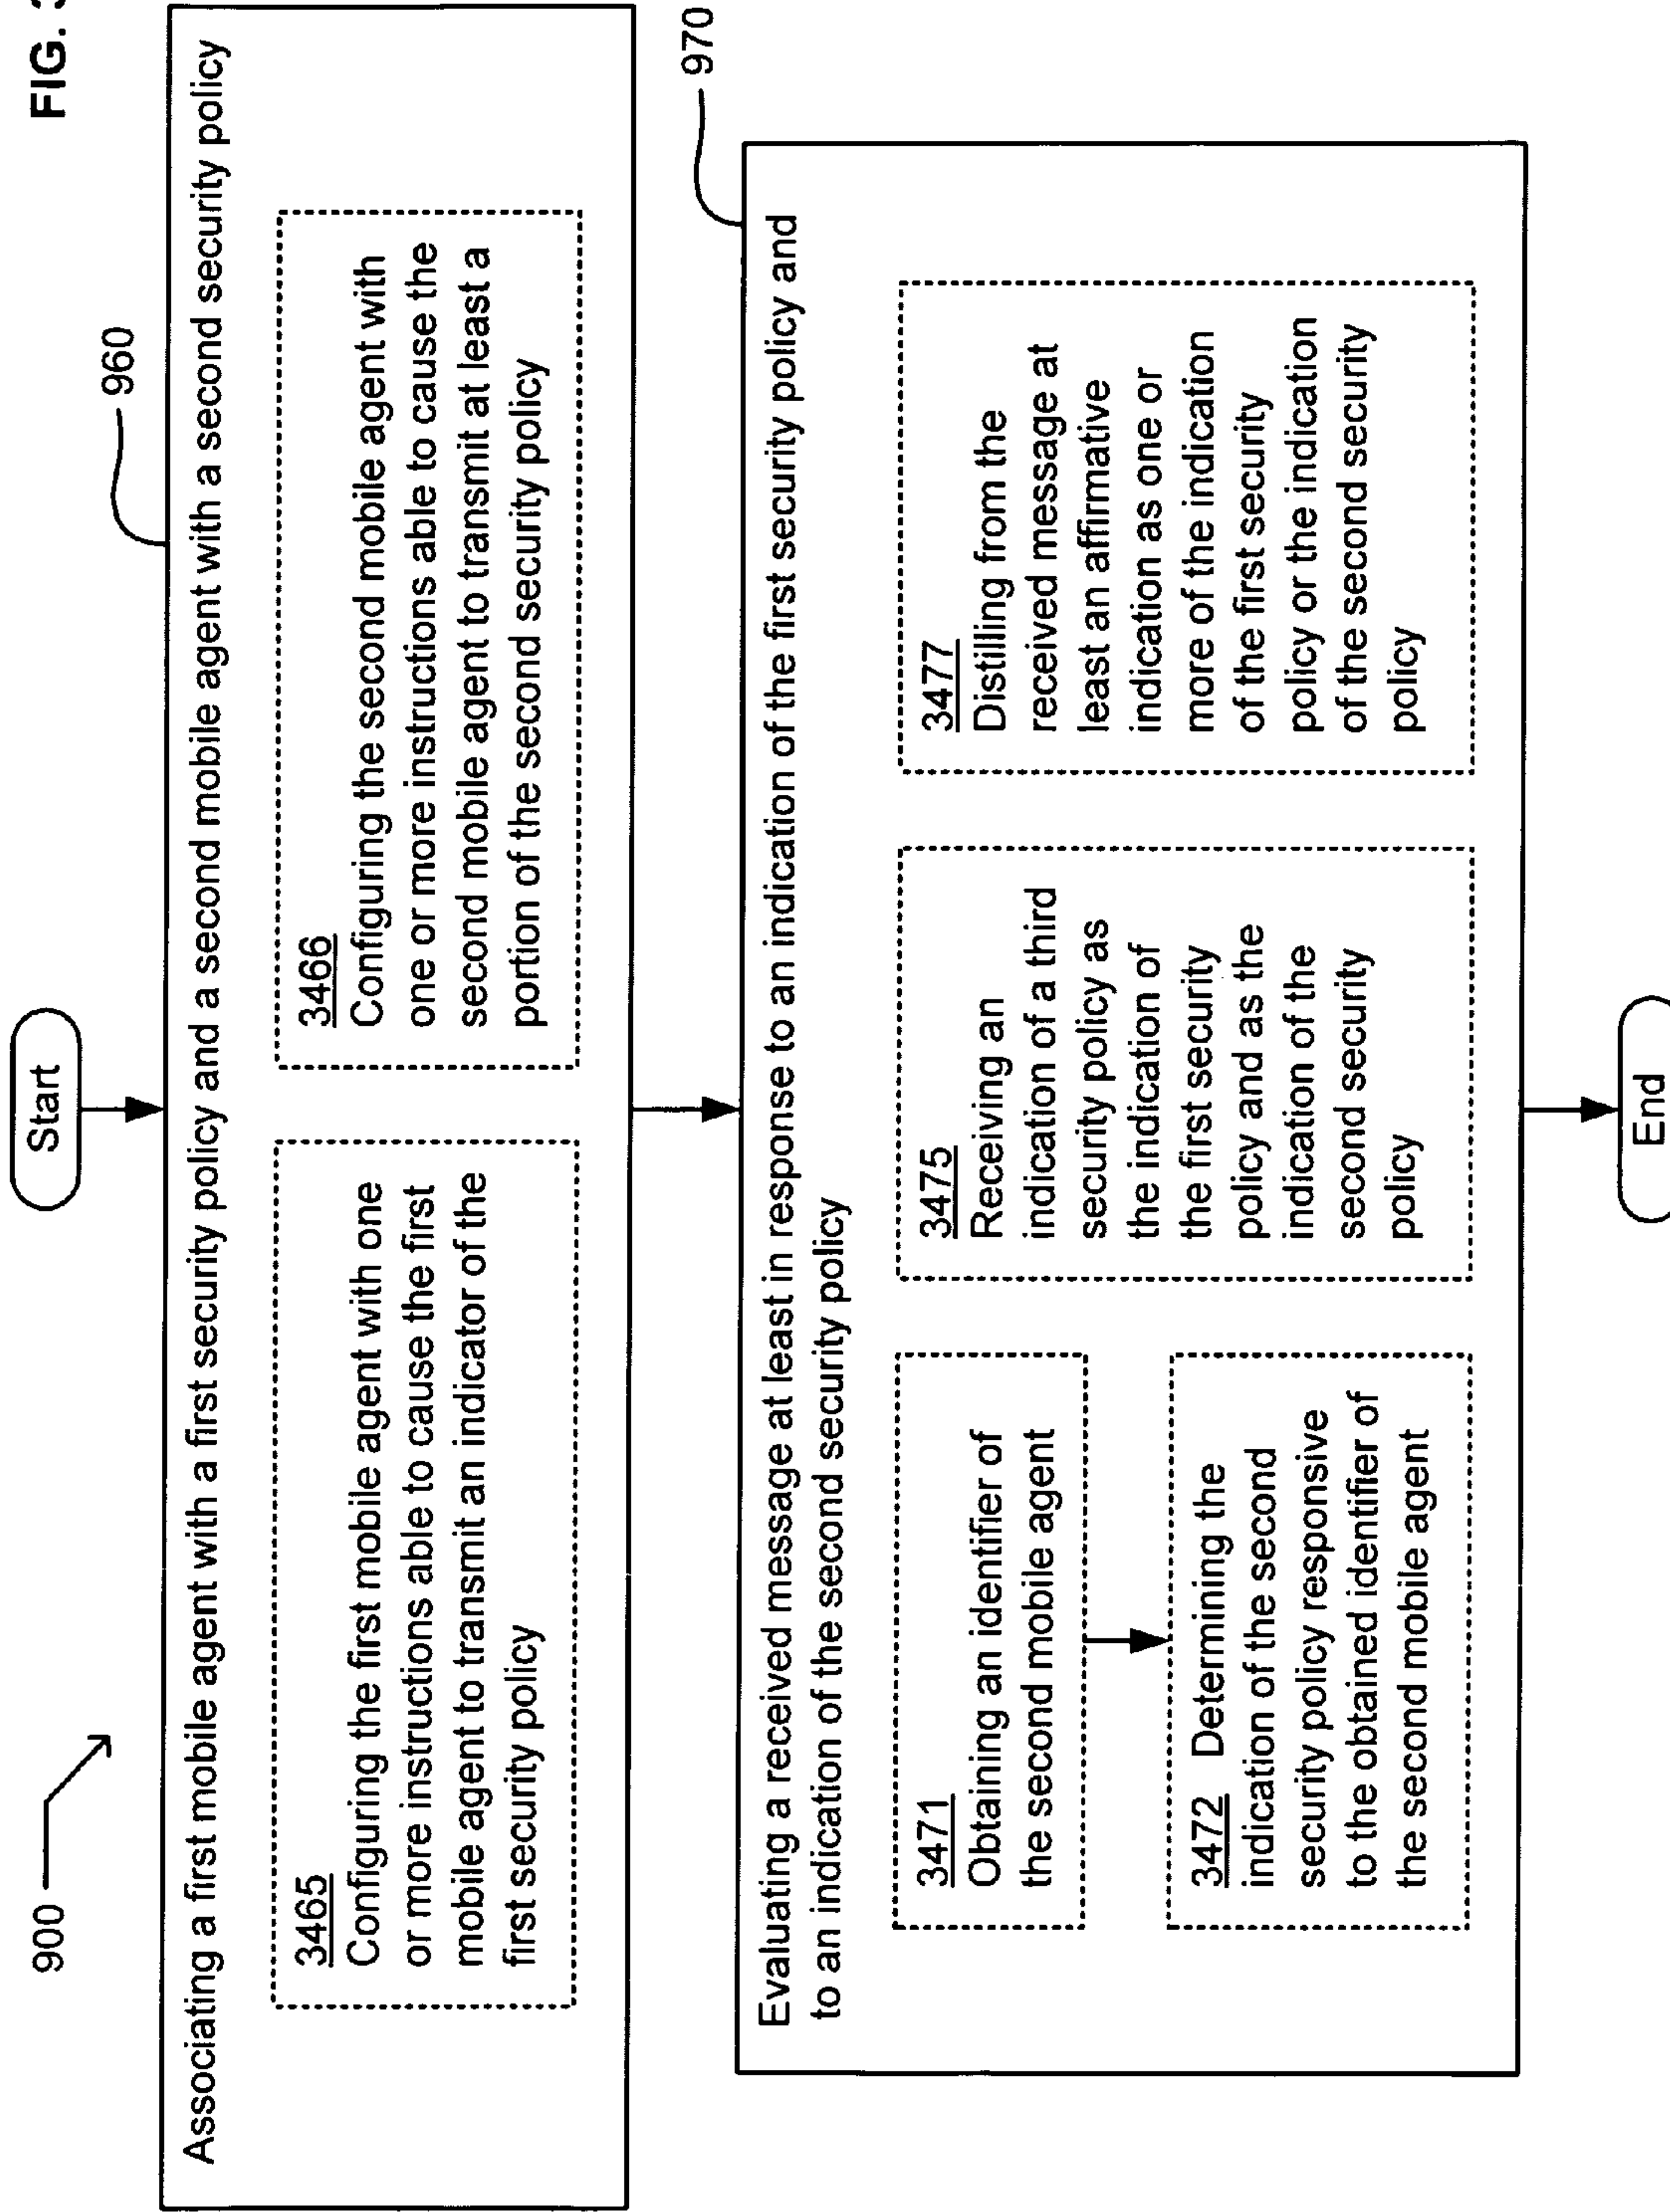 FIG. 3
900
Start
960
Associating a first mobile agent with a first security policy and a second mobile agent with a second security policy
3465
Configuring the first mobile agent with one
or more instructions able to cause the first
mobile agent to transmit an indicator of the
first security policy
3466
Configuring the second mobile agent with
one or more instructions able to cause the
second mobile agent to transmit at least a
portion of the second security policy
970
Evaluating a received message at least in response to an indication of the first security policy and
to an indication of the second security policy
3471
Obtaining an identifier of
the second mobile agent
3472 Determining the
indication of the second
security policy responsive
to the obtained identifier of
the second mobile agent
3475
Receiving an
indication of a third
security policy as
the indication of
the first security
policy and as the
indication of the
second security
policy
3477
Distilling from the
received message at
least an affirmative
indication as one or
more of the indication
of the first security
policy or the indication
of the second security
policy
End